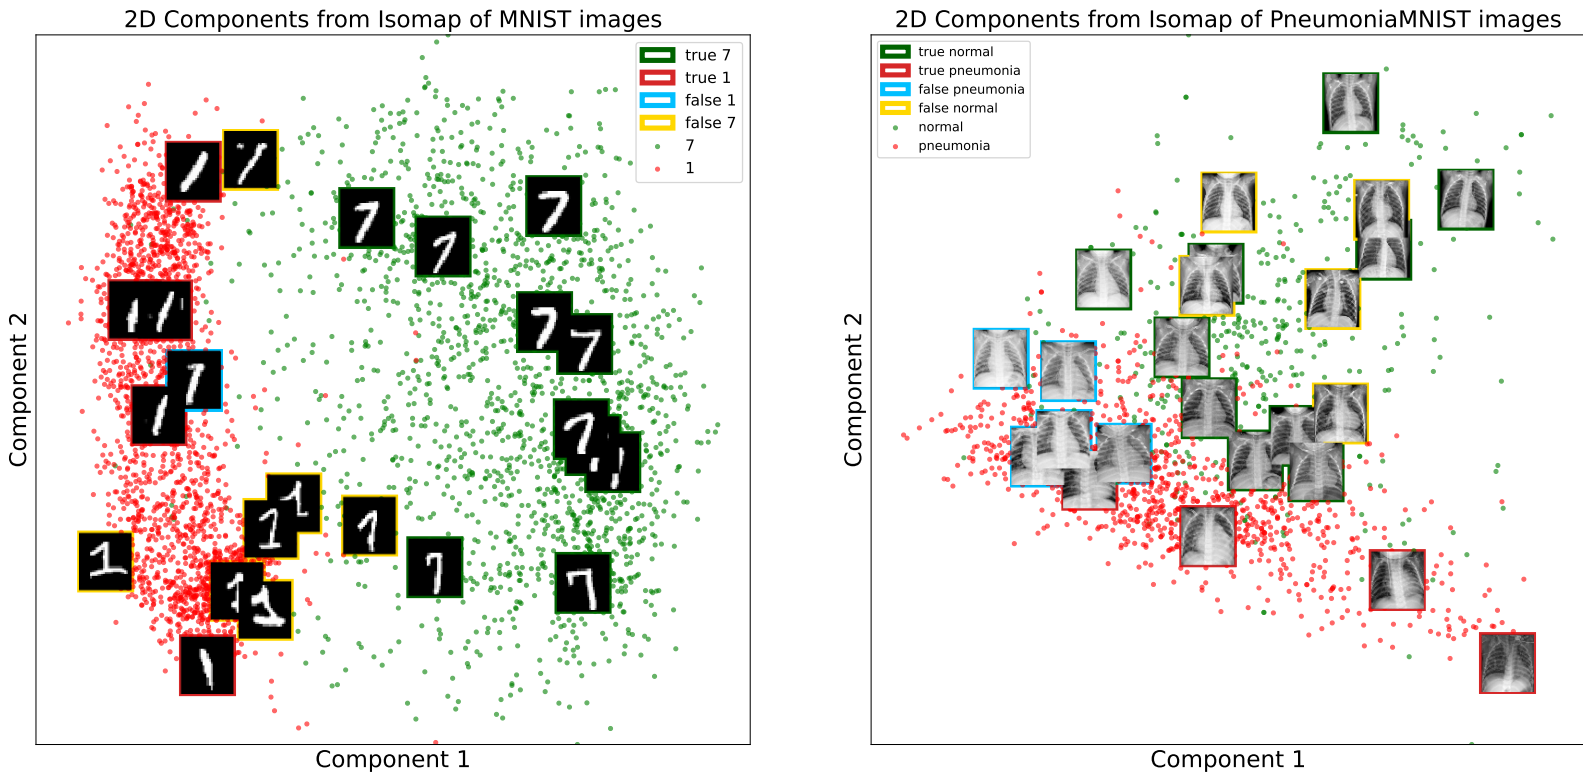 2D Components from Isomap of MNIST images
true 7
true 1
false 1
false 7
7
1
Component 2
Component 1
2D Components from Isomap of PneumoniaMNIST images
true normal
true pneumonia
false pneumonia
false normal
normal
pneumonia
Component 2
Component 1